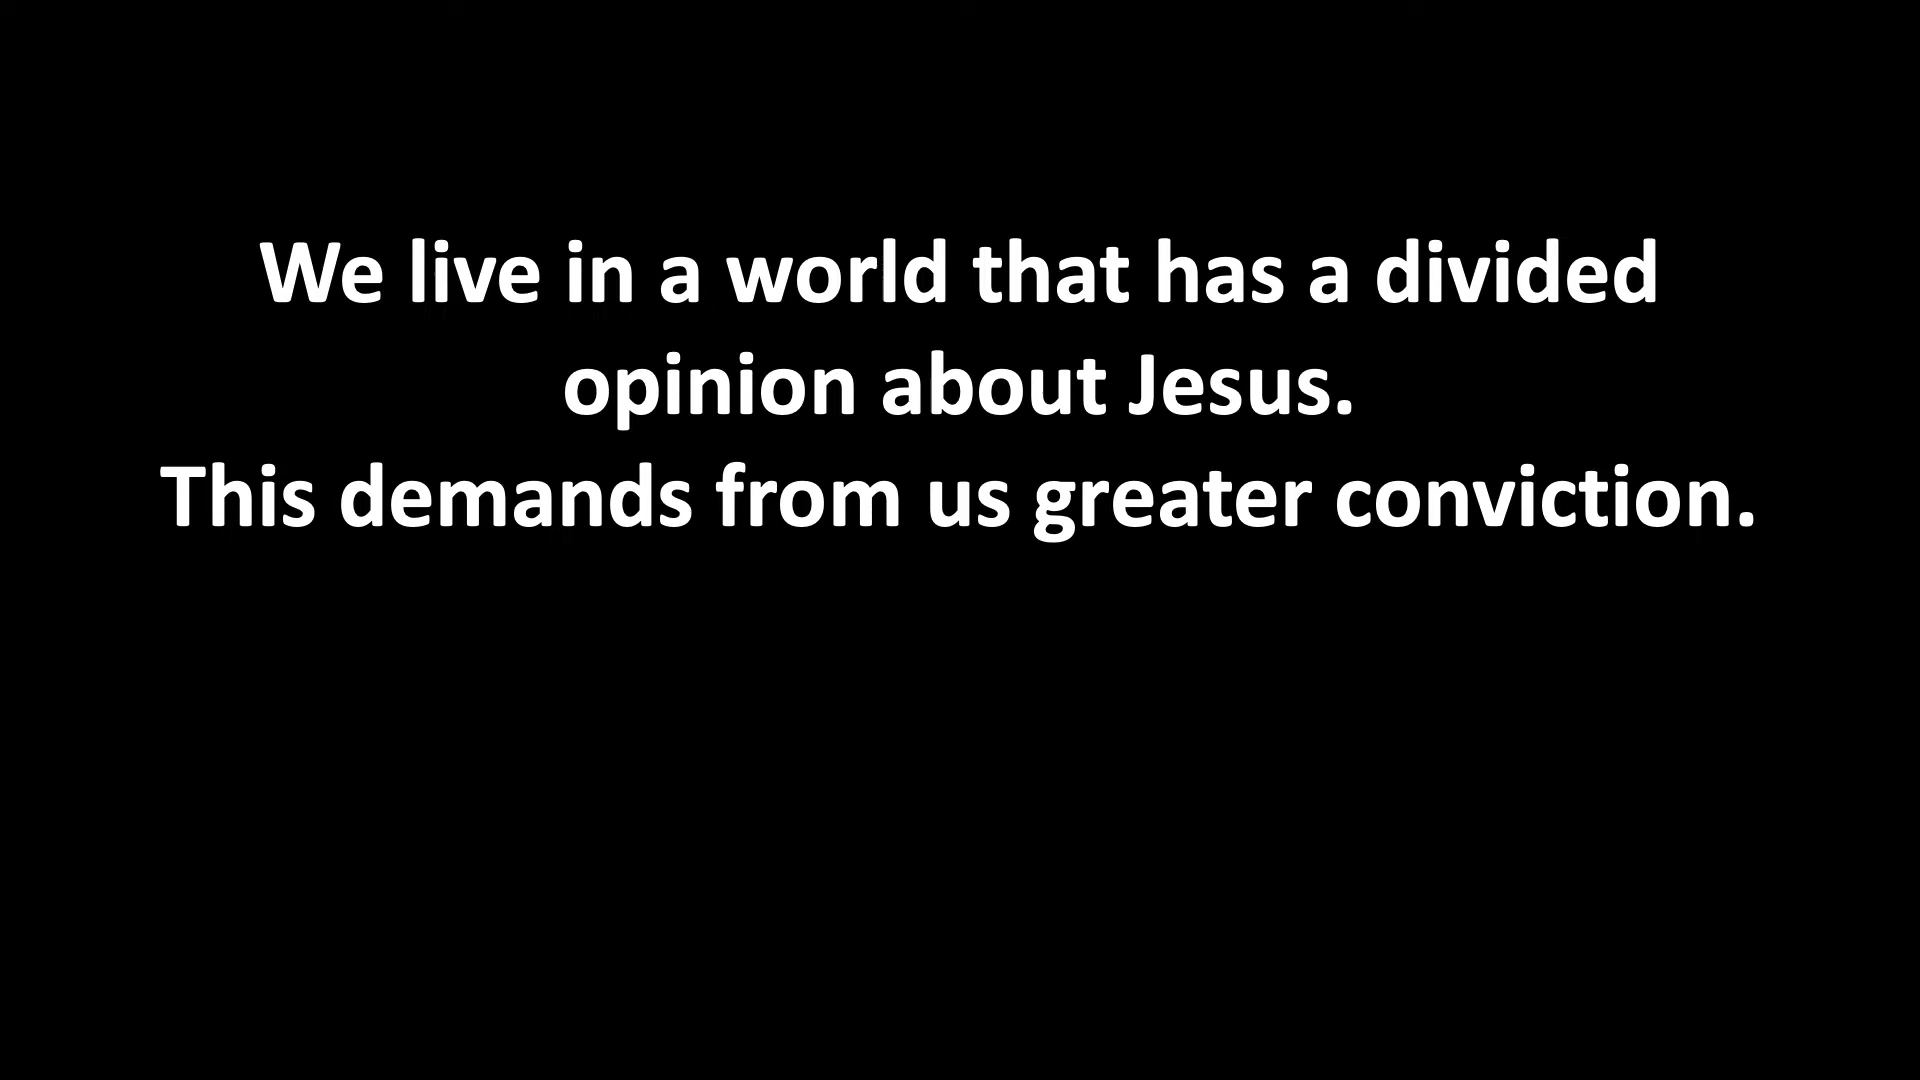 We live in a world that has a divided
opinion about Jesus.
This demands from us greater conviction.